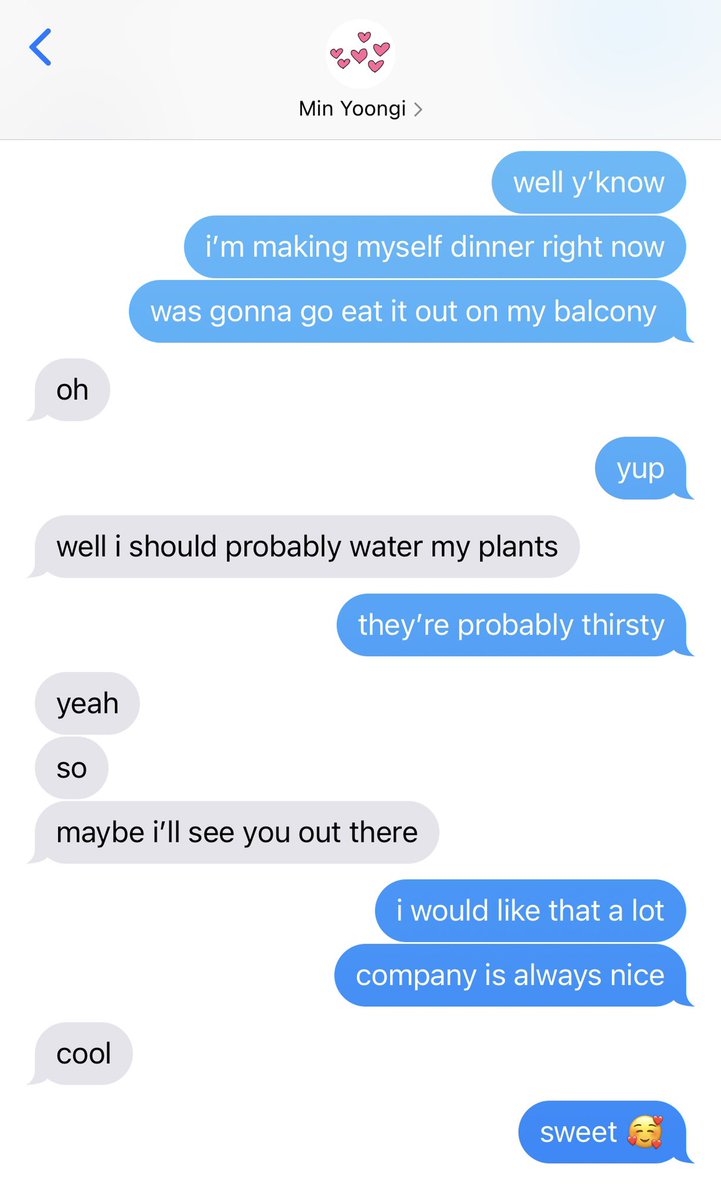 Min Yoongi
well y’know
i’m making myself dinner right now
was gonna go eat it out on my balcony
oh
yup
well i should probably water my plants
they’re probably thirsty
yeah
so
maybe i’ll see you out there
i would like that a lot
company is always nice
cool
sweet 🥰